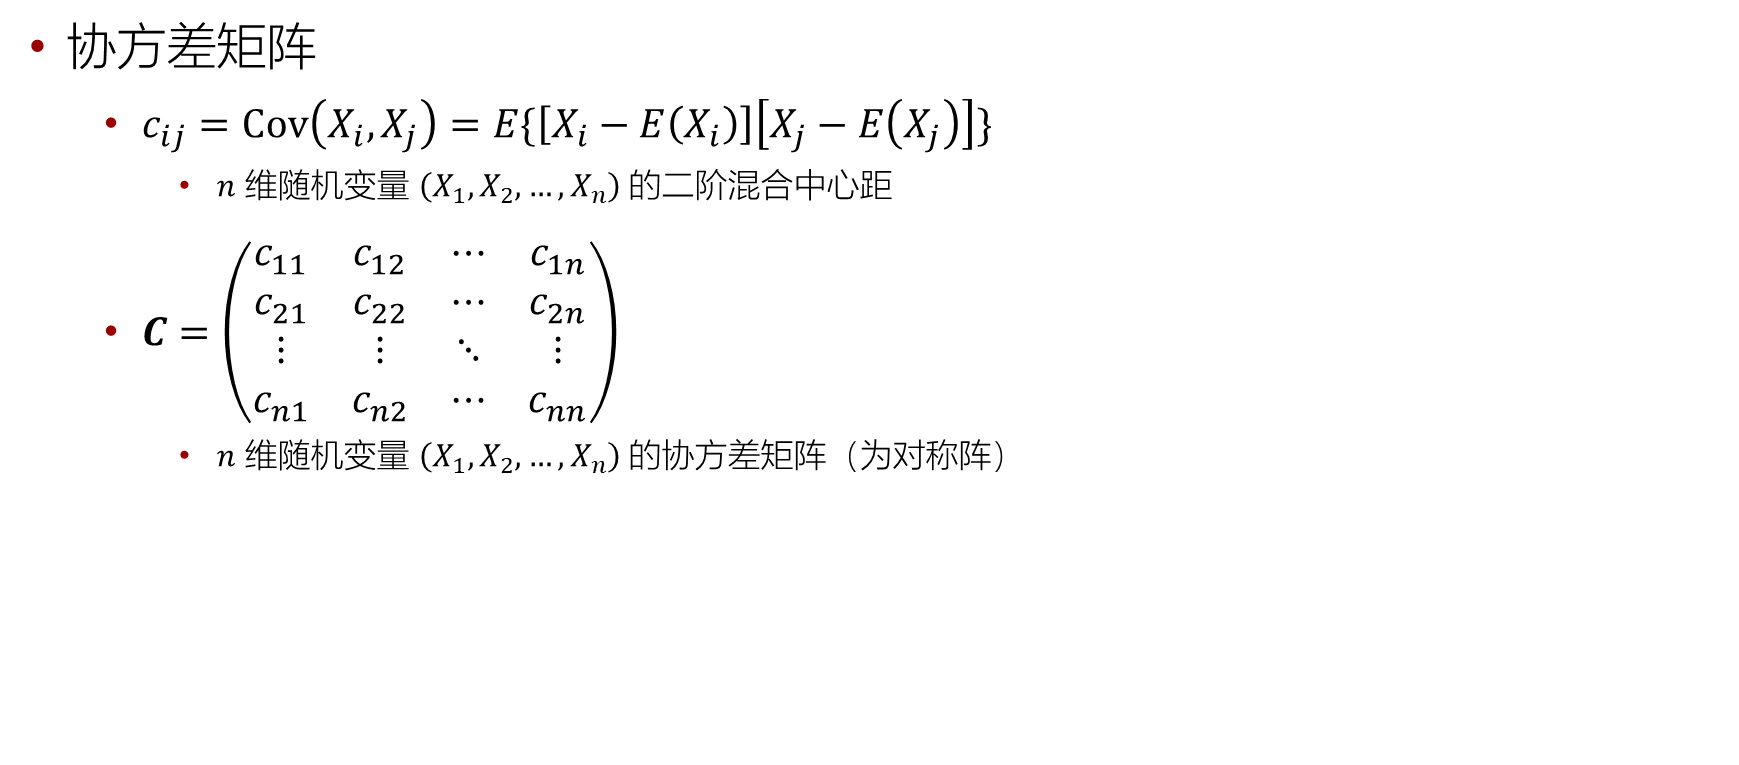 • 协方差矩阵
• c_{ij} = Cov(X_i, X_j) = E{[X_i − E(X_i)][X_j − E(X_j)]}
• n 维随机变量 (X_1, X_2, … , X_n) 的二阶混合中心距
c_{11} c_{12} ⋯ c_{1n}
c_{21} c_{22} ⋯ c_{2n}
• C =
⋮ ⋮ ⋱ ⋮
c_{n1} c_{n2} ⋯ c_{nn}
• n 维随机变量 (X_1, X_2, … , X_n) 的协方差矩阵（为对称阵）